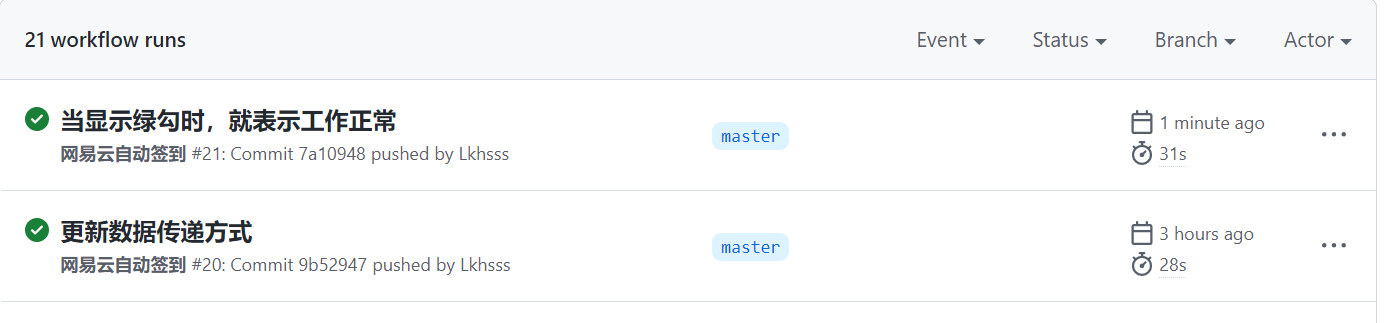 21 workflow runs
Event Status Branch Actor
当显示绿勾时，就表示工作正常
网易云自动签到 #21: Commit 7a10948 pushed by Lkhsss
master
1 minute ago
31s
更新数据传递方式
网易云自动签到 #20: Commit 9b52947 pushed by Lkhsss
master
3 hours ago
28s